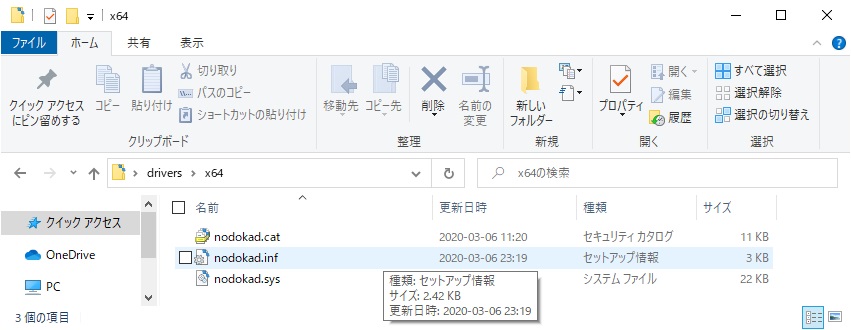 x64
ファイル ホーム 共有 表示
クイック アクセス
にピン留めする
コピー
貼り付け
切り取り
パスのコピー
ショートカットの貼り付け
クリップボード
移動先
コピー先
削除
名前の
変更
整理
新しい
フォルダー
新規
プロパティ
開く
編集
履歴
開く
すべて選択
選択解除
選択の切り替え
選択
drivers x64
x64の検索
クイック アクセス
OneDrive
PC
名前 更新日時 種類 サイズ
nodokad.cat 2020-03-06 11:20 セキュリティ カタログ 11 KB
nodokad.inf 2020-03-06 23:19 セットアップ情報 3 KB
nodokad.sys システム ファイル 22 KB
種類: セットアップ情報
サイズ: 2.42 KB
更新日時: 2020-03-06 23:19
3 個の項目